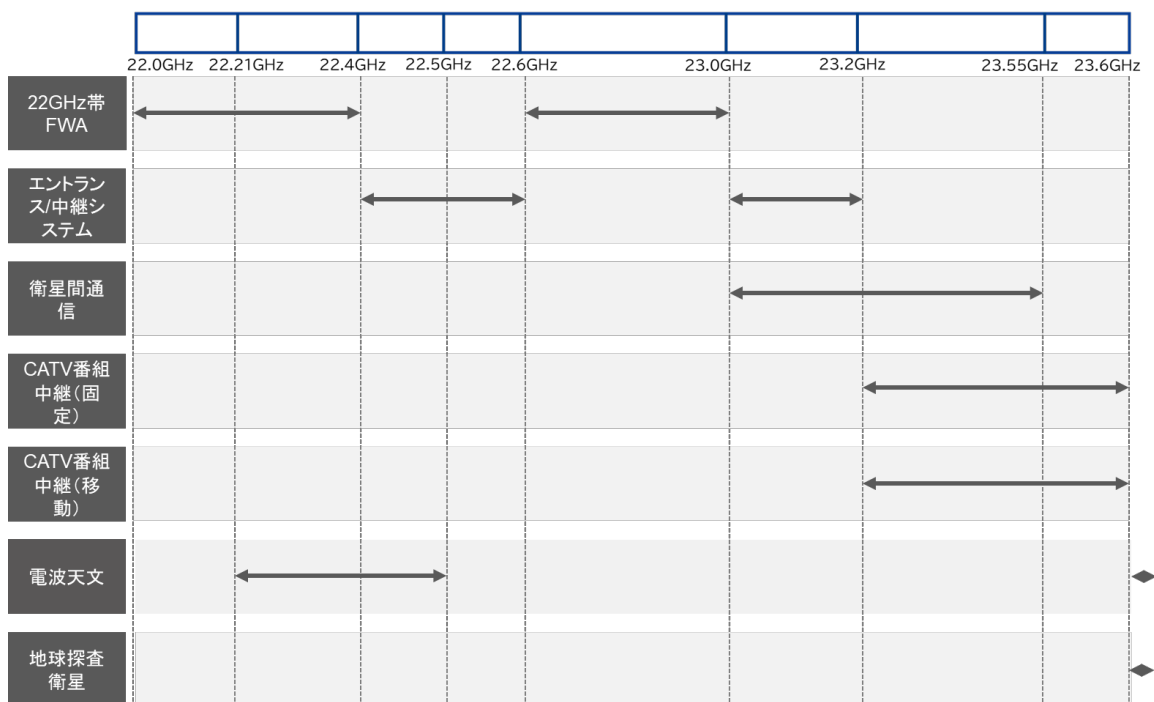 22.0GHz 22.21GHz 22.4GHz 22.5GHz 22.6GHz 23.0GHz 23.2GHz 23.55GHz 23.6GHz
22GHz帯
FWA
エントラン
ス/中継シ
ステム
衛星間通
信
CATV番組
中継(固
定)
CATV番組
中継(移
動)
電波天文
地球探査
衛星